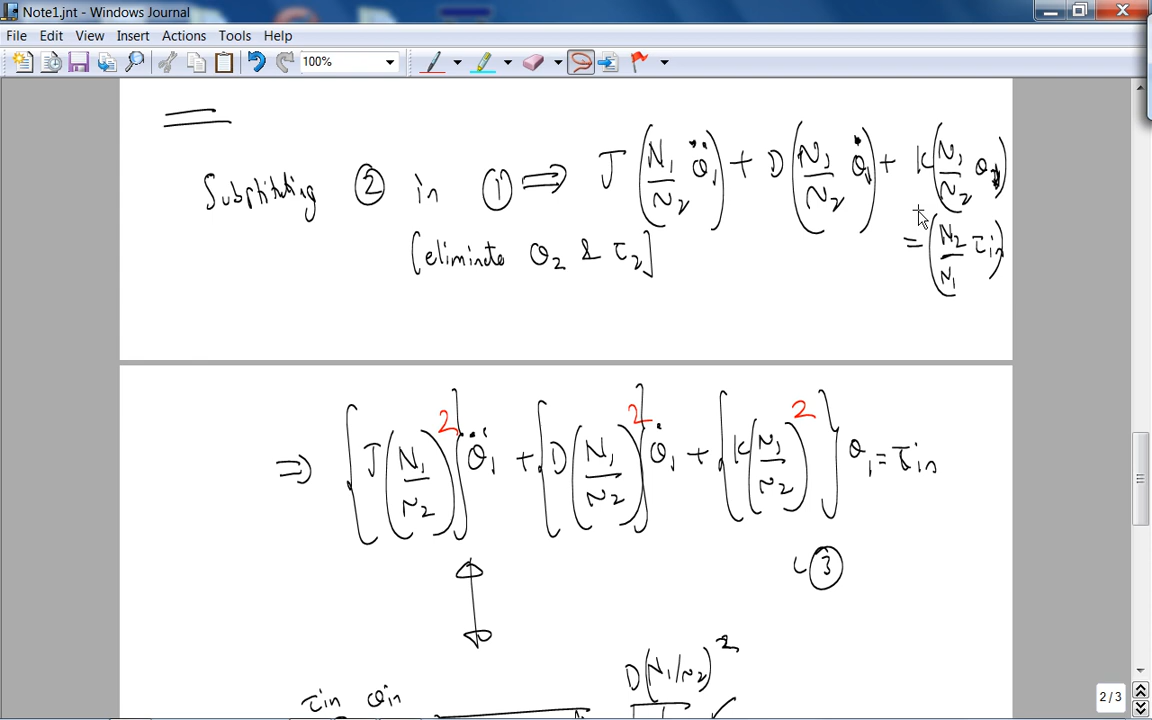 Note1.jnt - Windows Journal
File Edit View Insert Actions Tools Help
100%
Substituting ② in ① ⟹ J(N₁/N₂ θ̈₁) + D(N₁/N₂ θ̇₁) + K(N₁/N₂ θ₁)
[eliminate θ₂ & τ₂] = (N₂/N₁ τin)
⇒ {J(N₁/N₂)²}θ̈₁ + {D(N₁/N₂)²}θ̇₁ + {K(N₁/N₂)²}θ₁ = τin
③
D(N₁/N₂)²
τin θin
2/3